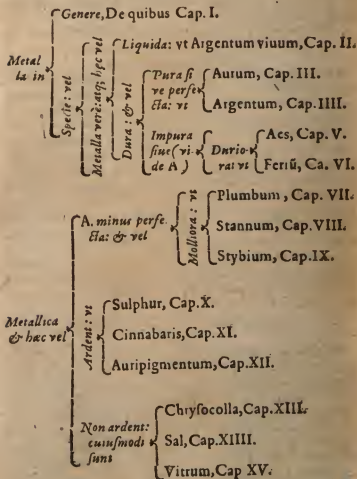 Genere, De quibus Cap. I.
Metal
la in
Specie: vel
Metalla verè: atq; hęc vel
Liquida: vt Argentum viuum, Cap. II.
Dura: & vel
Pura si
ve perfe
cta: vt
Aurum, Cap. III.
Argentum, Cap. IIII.
Impura
siue (vi-
de A)
Durio-
ra: vt
Aes, Cap. V.
Ferrũ, Ca. VI.
A. minus perfe
cta: & vel
Molliora: vt
Plumbum, Cap. VII.
Stannum, Cap. VIII.
Stybium, Cap. IX.
Metallica
& hæc vel
Ardent: vt
Sulphur, Cap. X.
Cinnabaris, Cap. XI.
Auripigmentum, Cap. XII.
Non ardent:
cuiusmodi
sunt
Chrysocolla, Cap. XIII.
Sal, Cap. XIIII.
Vitrum, Cap XV.